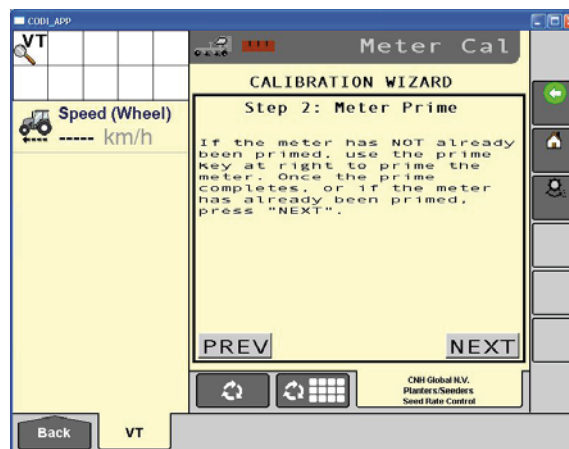 CODI_APP
VT
Meter Cal
CALIBRATION WIZARD
Speed (Wheel)
----- km/h
Step 2: Meter Prime
If the meter has NOT already
been primed, use the prime
key at right to prime the
meter. Once the prime
completes, or if the meter
has already been primed,
press "NEXT".
PREV
NEXT
CNH Global N.V.
Planters/Seeders
Seed Rate Control
Back
VT